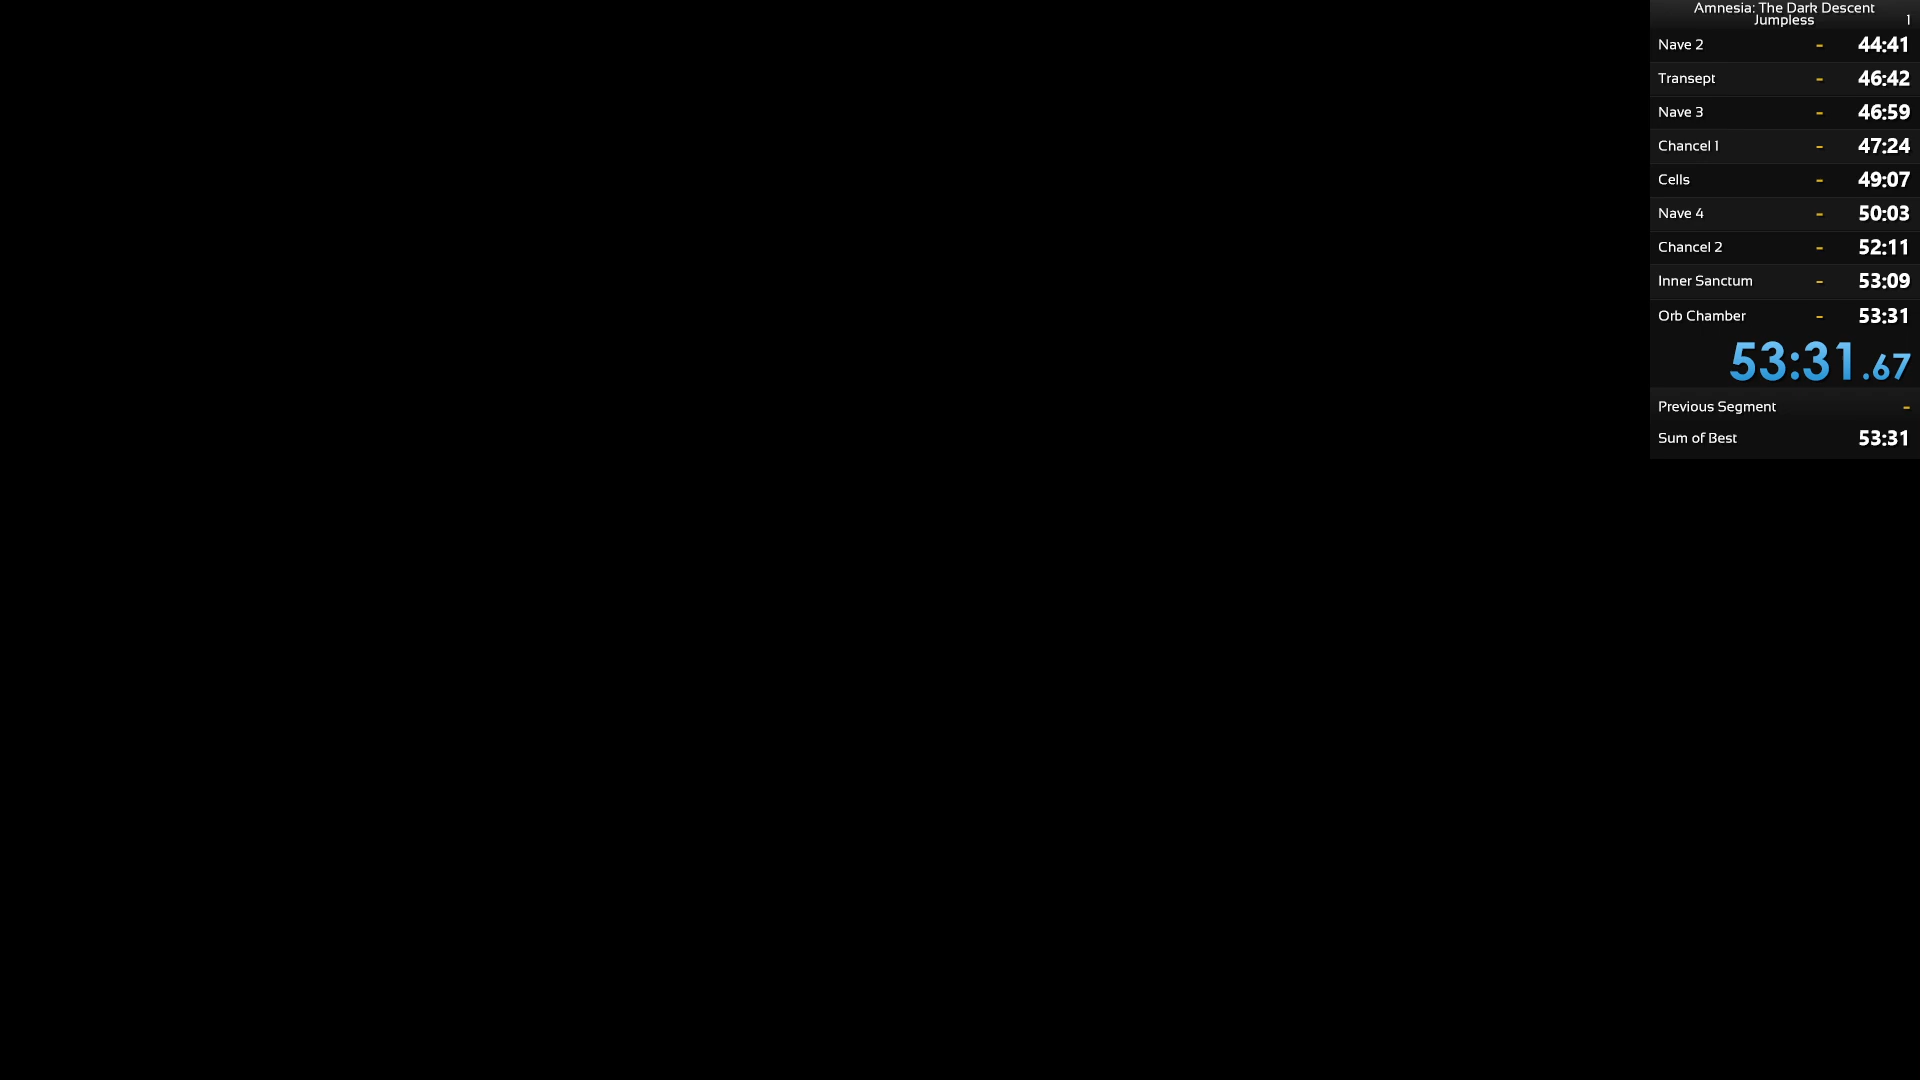 Amnesia: The Dark Descent
Jumpless 1
Nave 2 - 44:41
Transept - 46:42
Nave 3 - 46:59
Chancel 1 - 47:24
Cells - 49:07
Nave 4 - 50:03
Chancel 2 - 52:11
Inner Sanctum - 53:09
Orb Chamber - 53:31
53:31.67
Previous Segment -
Sum of Best 53:31